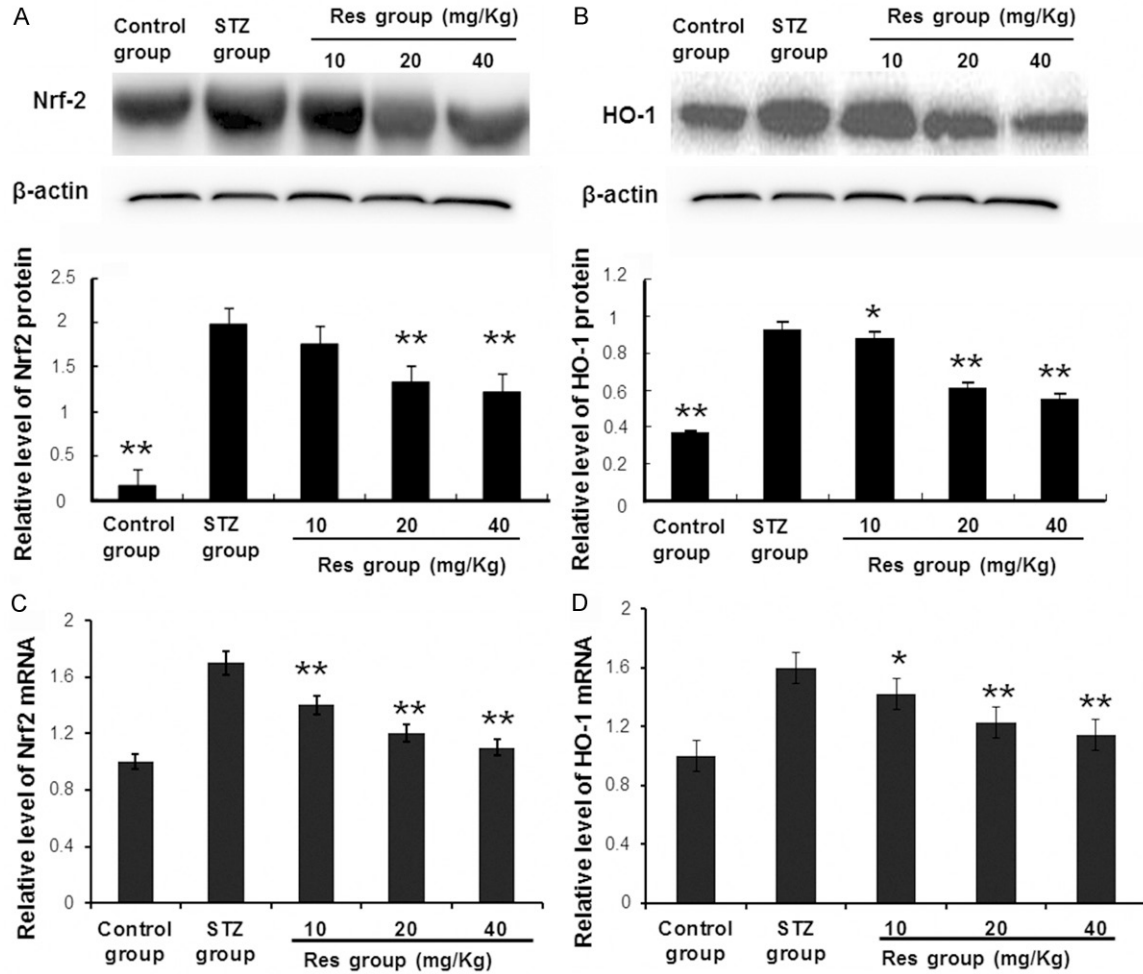 A
Control group
STZ group
Res group (mg/Kg)
10 20 40
Nrf-2
β-actin
Relative level of Nrf2 protein
2.5
2
1.5
1
0.5
0
**
**
**
Control group
STZ group
10 20 40
Res group (mg/Kg)
B
Control group
STZ group
Res group (mg/Kg)
10 20 40
HO-1
β-actin
Relative level of HO-1 protein
1.2
1
0.8
0.6
0.4
0.2
0
**
*
**
**
Control group
STZ group
10 20 40
Res group (mg/Kg)
C
Relative level of Nrf2 mRNA
2
1.6
1.2
0.8
0.4
0
**
**
**
Control group
STZ group
10 20 40
Res group (mg/Kg)
D
Relative level of HO-1 mRNA
2
1.6
1.2
0.8
0.4
0
*
**
**
Control group
STZ group
10 20 40
Res group (mg/Kg)